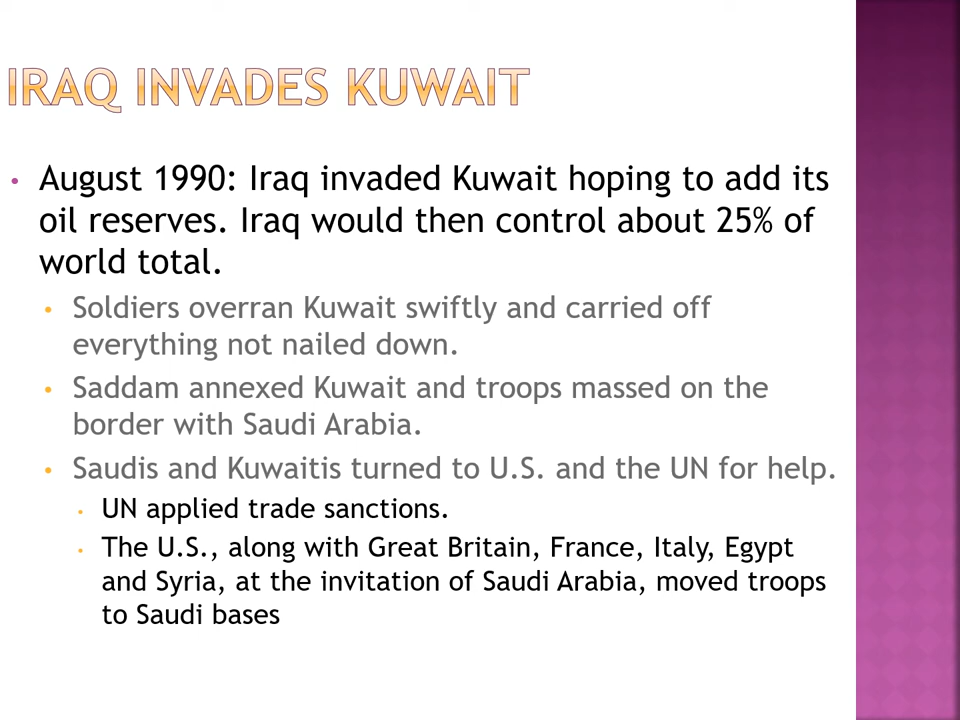 IRAQ INVADES KUWAIT
• August 1990: Iraq invaded Kuwait hoping to add its
oil reserves. Iraq would then control about 25% of
world total.
• Soldiers overran Kuwait swiftly and carried off
everything not nailed down.
• Saddam annexed Kuwait and troops massed on the
border with Saudi Arabia.
• Saudis and Kuwaitis turned to U.S. and the UN for help.
• UN applied trade sanctions.
• The U.S., along with Great Britain, France, Italy, Egypt
and Syria, at the invitation of Saudi Arabia, moved troops
to Saudi bases